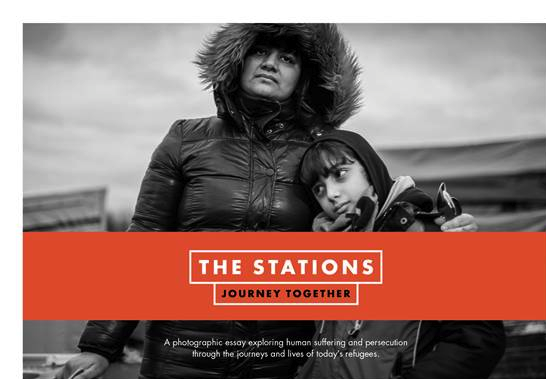 THE STATIONS
JOURNEY TOGETHER
A photographic essay exploring human suffering and persecution
through the journeys and lives of today's refugees.